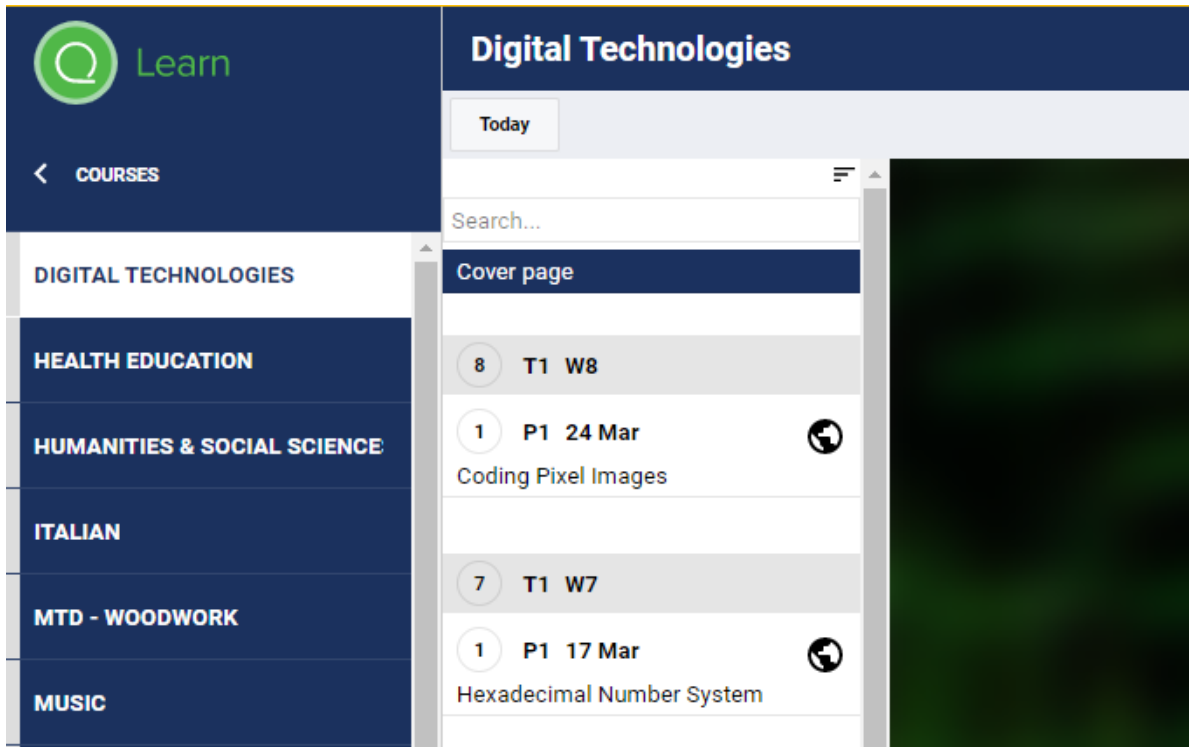 Learn
COURSES
DIGITAL TECHNOLOGIES
HEALTH EDUCATION
HUMANITIES & SOCIAL SCIENCE
ITALIAN
MTD - WOODWORK
MUSIC
Digital Technologies
Today
Search...
Cover page
8 T1 W8
1 P1 24 Mar
Coding Pixel Images
7 T1 W7
1 P1 17 Mar
Hexadecimal Number System